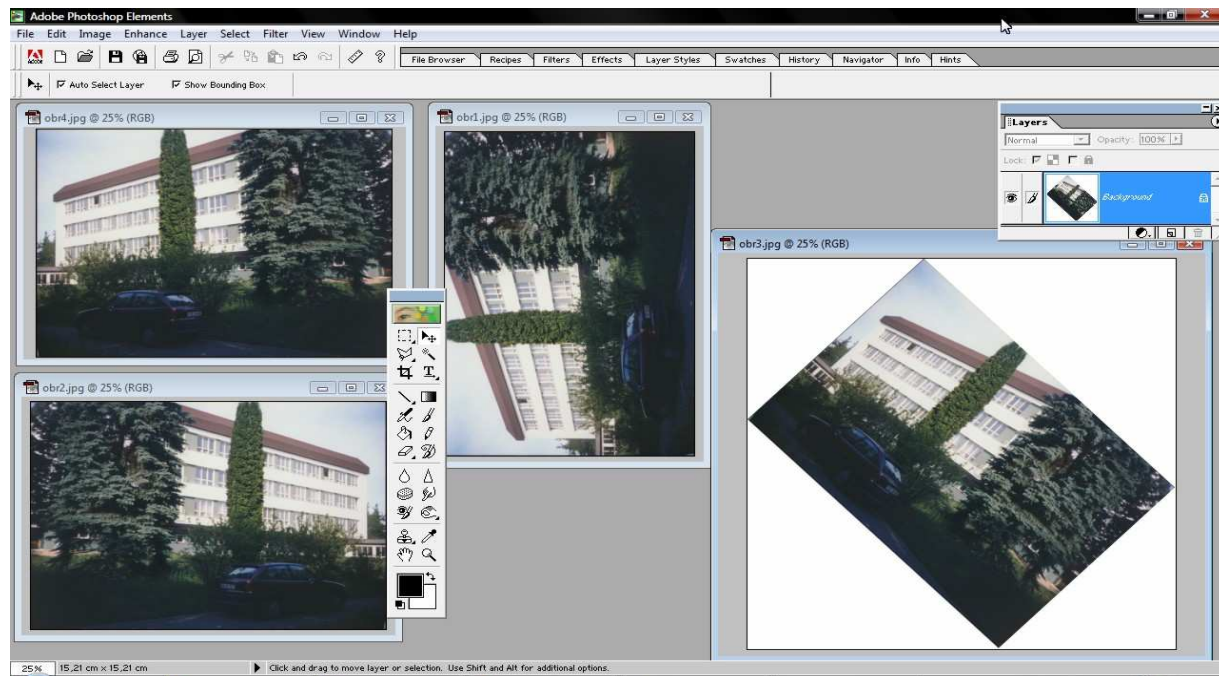 Adobe Photoshop Elements
File Edit Image Enhance Layer Select Filter View Window Help
File Browser Recipes Filters Effects Layer Styles Swatches History Navigator Info Hints
Auto Select Layer Show Bounding Box
obr4.jpg @ 25% (RGB)
obr1.jpg @ 25% (RGB)
Layers
Normal Opacity: 100%
Lock:
Background
obr3.jpg @ 25% (RGB)
obr2.jpg @ 25% (RGB)
T
25% 15,21 cm x 15,21 cm Click and drag to move layer or selection. Use Shift and Alt for additional options.